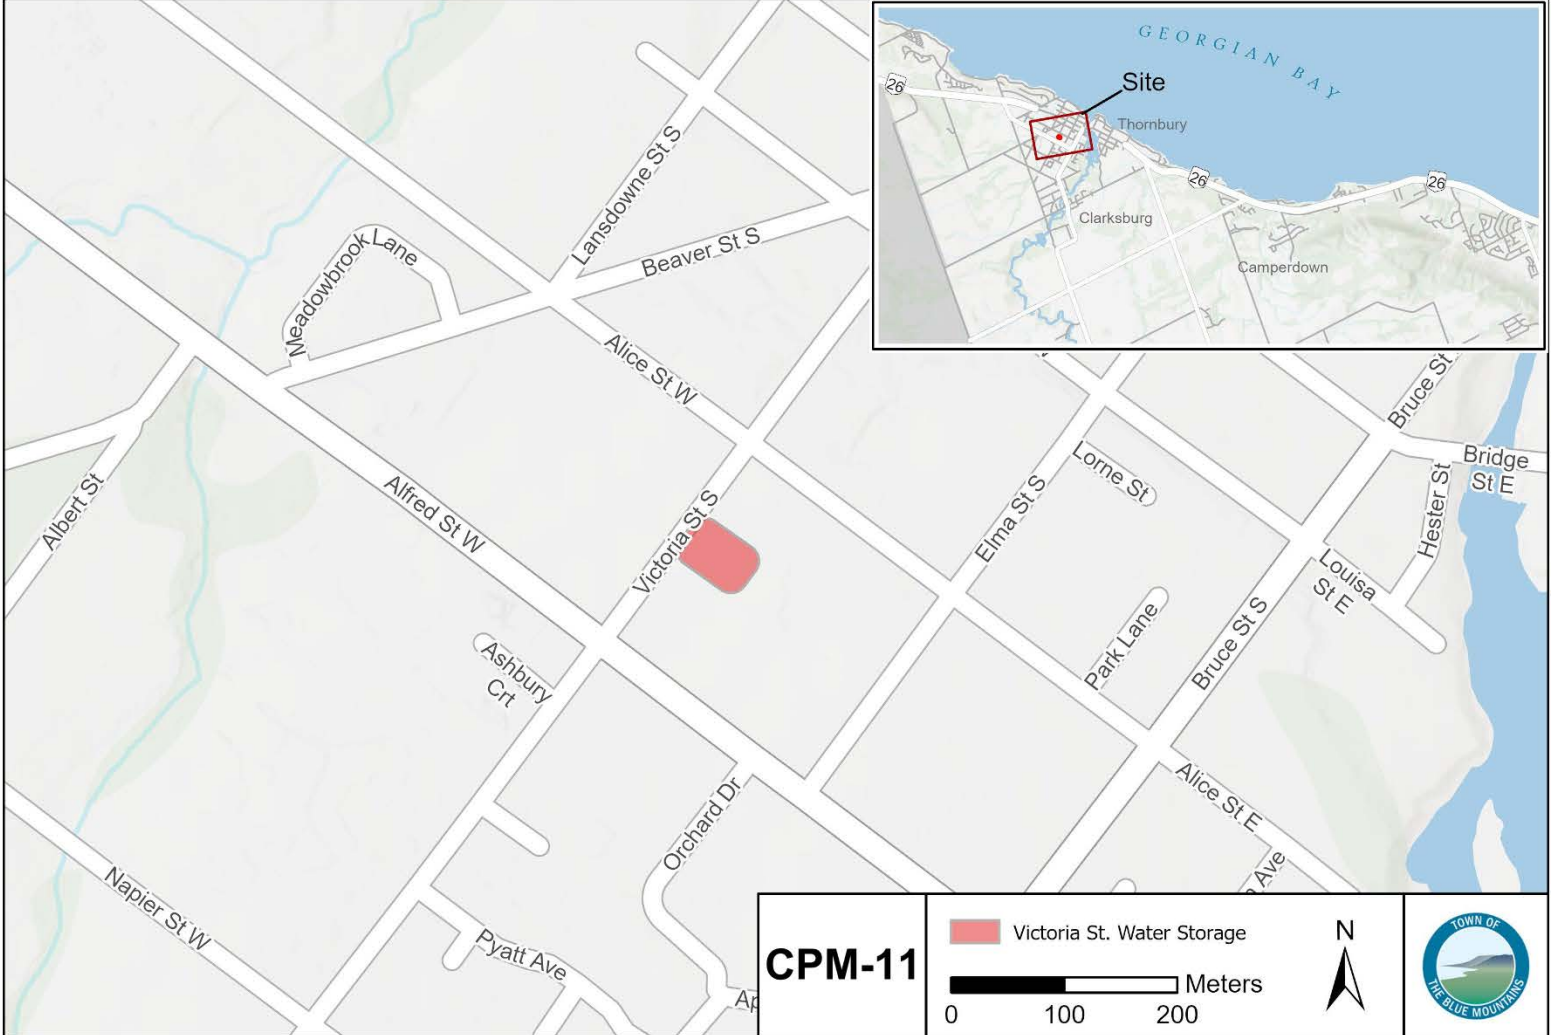 GEORGIAN BAY
Site
26
Thornbury
26
26
Clarksburg
Camperdown
Lansdowne St S
Beaver St S
Meadowbrook Lane
Alice St W
Bruce St
Bridge
St E
Lorne St
Hester St
Albert St
Alfred St W
Victoria St S
Elma St S
Louisa
St E
Park Lane
Bruce St S
Ashbury
Crt
Orchard Dr
Alice St E
Ave
Napier St W
Pyatt Ave
CPM-11
Victoria St. Water Storage
Meters
0 100 200
N
TOWN OF
THE BLUE MOUNTAINS